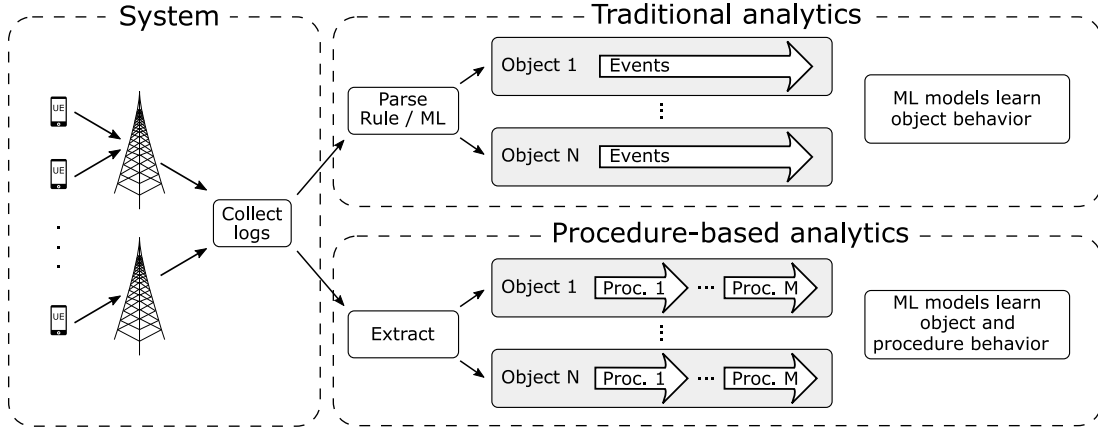 System
UE
UE
UE
Collect
logs
Traditional analytics
Parse
Rule / ML
Object 1
Events
Object N
Events
ML models learn
object behavior
Procedure-based analytics
Extract
Object 1
Proc. 1 ... Proc. M
Object N
Proc. 1 ... Proc. M
ML models learn
object and
procedure behavior